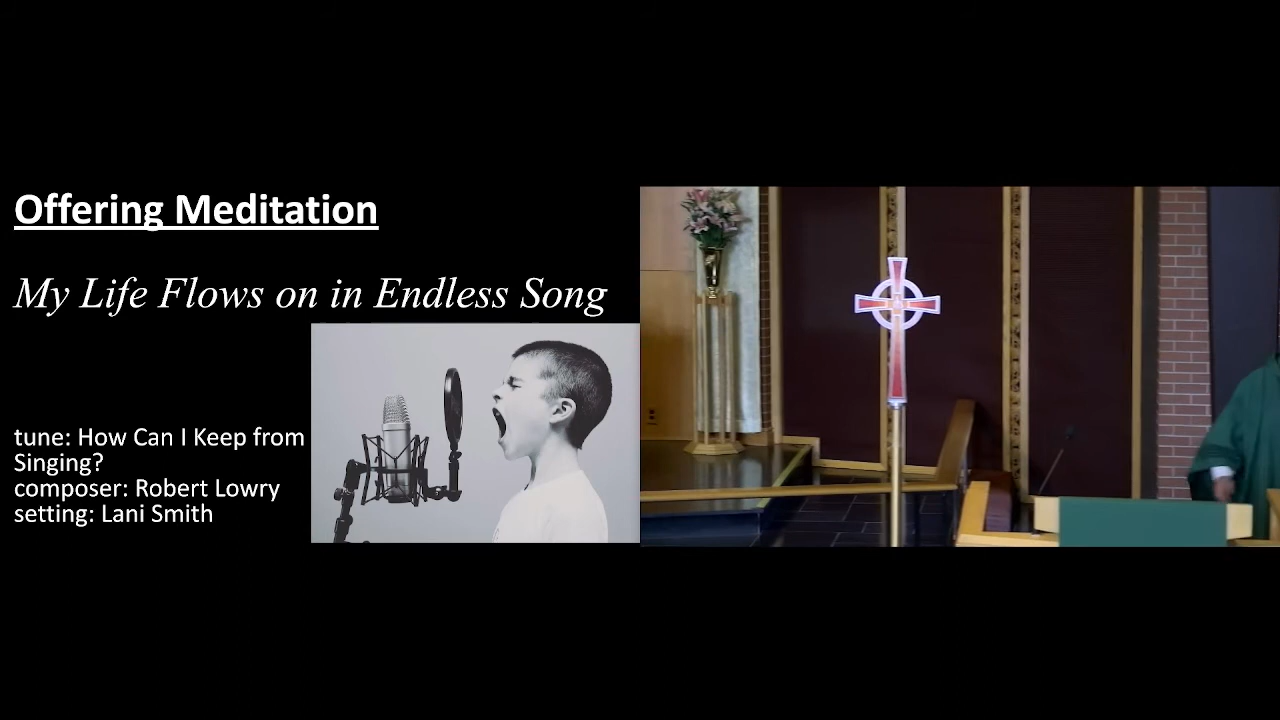 Offering Meditation
My Life Flows on in Endless Song
tune: How Can I Keep from
Singing?
composer: Robert Lowry
setting: Lani Smith